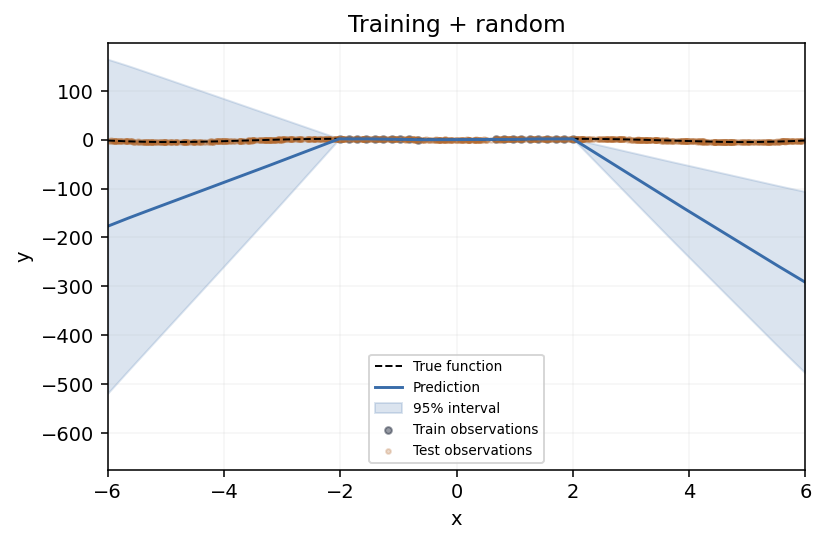 Training + random
100
0
−100
−200
−300
−400
−500
−600
y
True function
Prediction
95% interval
Train observations
Test observations
−6 −4 −2 0 2 4 6
x